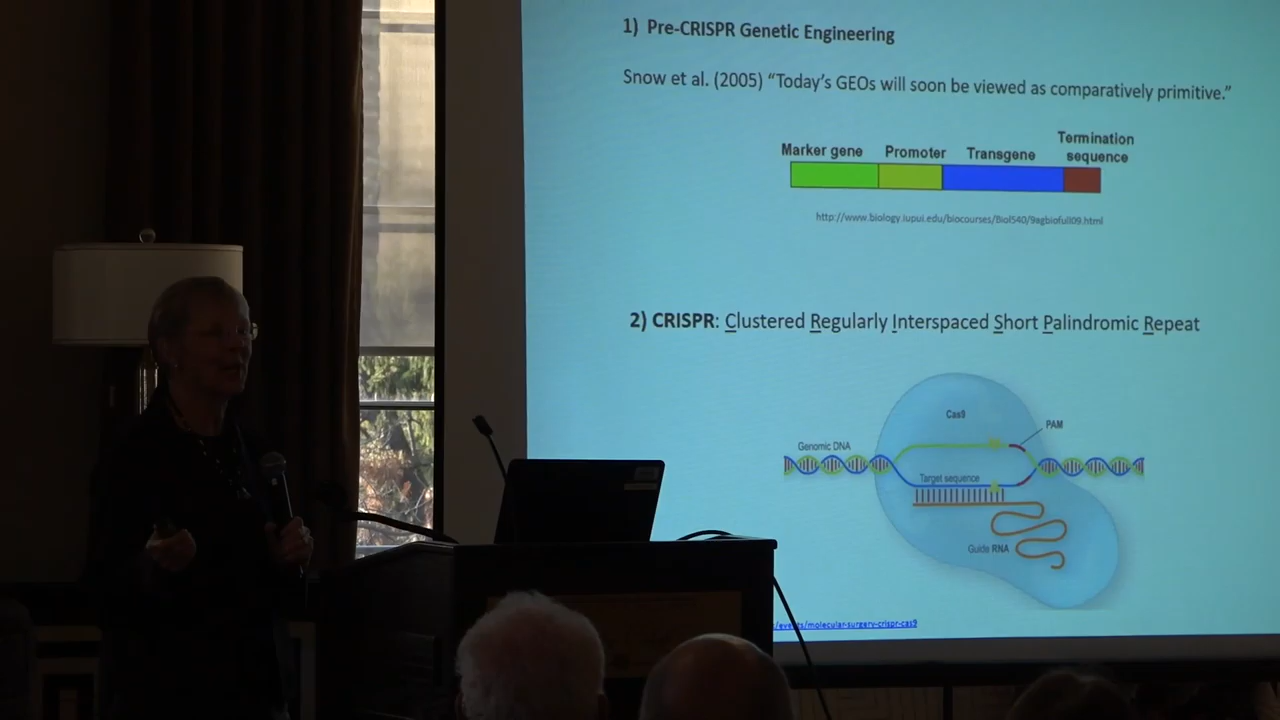 1) Pre-CRISPR Genetic Engineering
Snow et al. (2005) “Today’s GEOs will soon be viewed as comparatively primitive.”
Marker gene
Promoter
Transgene
Termination
sequence
http://www.biology.iupui.edu/biocourses/Biol540/9agbiofull09.html
2) CRISPR: Clustered Regularly Interspaced Short Palindromic Repeat
Cas9
PAM
Genomic DNA
Target sequence
Guide RNA
/events/molecular-surgery-crispr-cas9